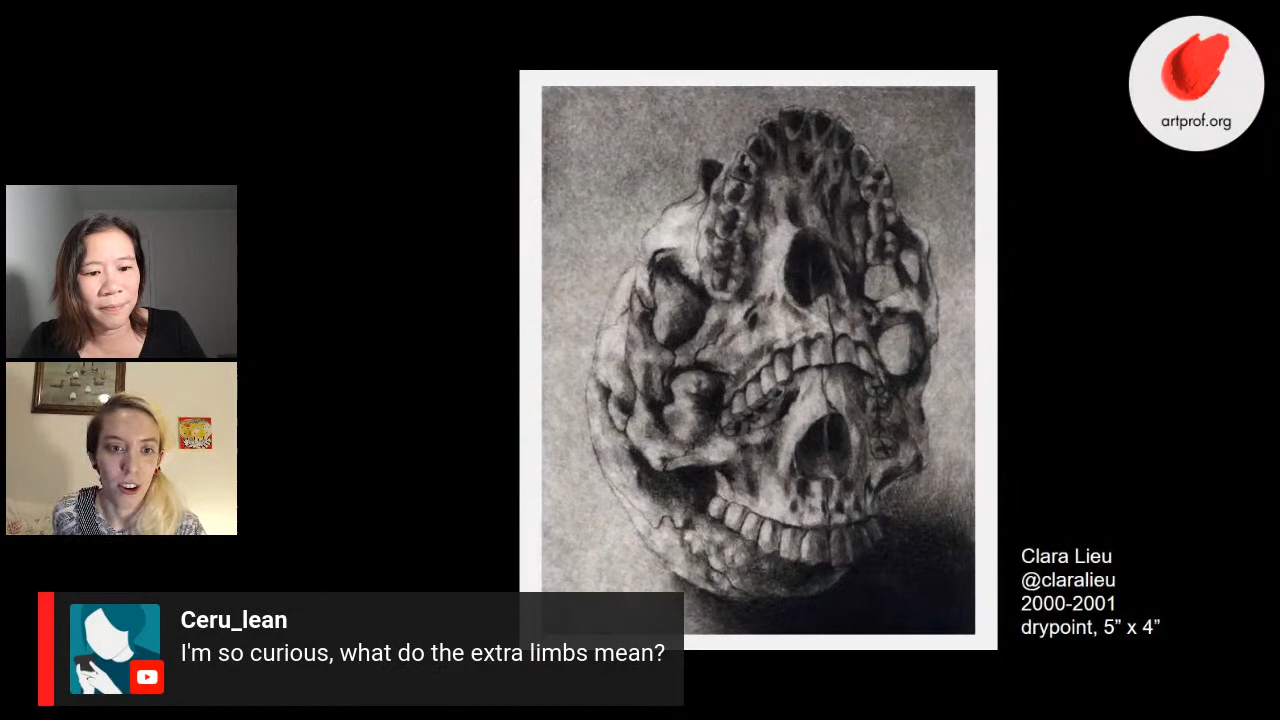 artprof.org
Clara Lieu
@claralieu
2000-2001
drypoint, 5” x 4”
Ceru_lean
I'm so curious, what do the extra limbs mean?